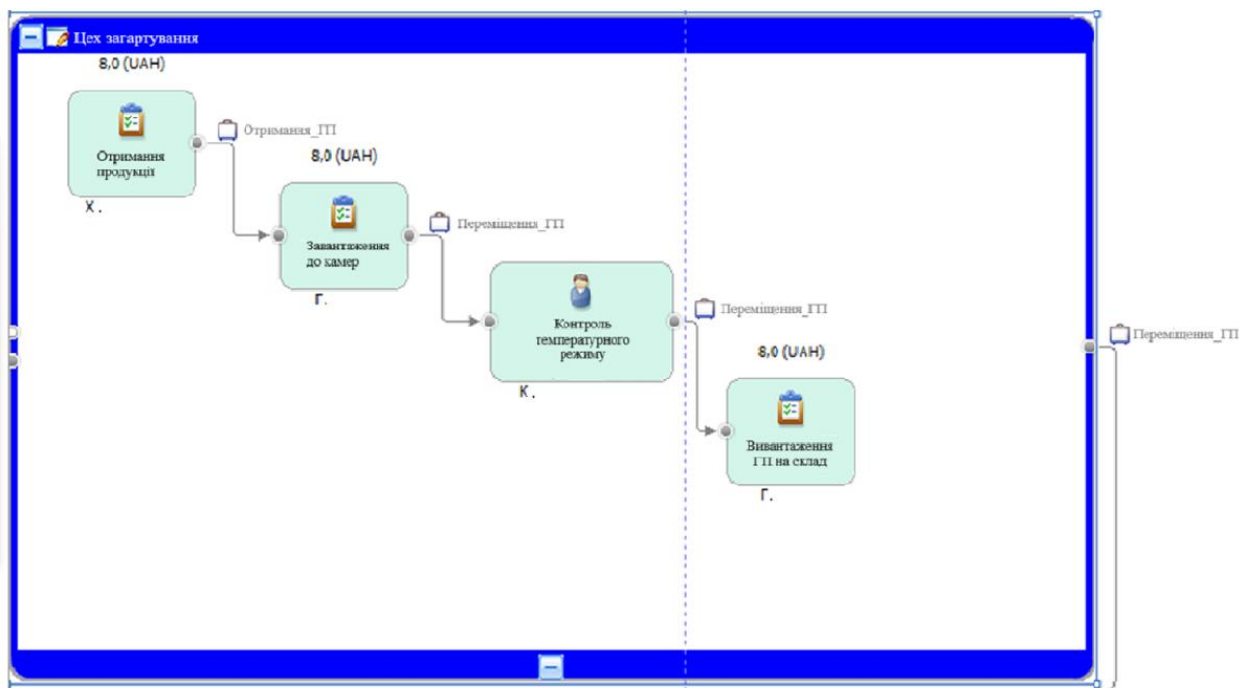 Цех загартування
8,0 (UAH)
Отримання
продукції
Х.
Отримання_ГП
8,0 (UAH)
Завантаження
до камер
Г.
Переміщення_ГП
Контроль
температурного
режиму
К.
Переміщення_ГП
8,0 (UAH)
Вивантаження
ГП на склад
Г.
Переміщення_ГП